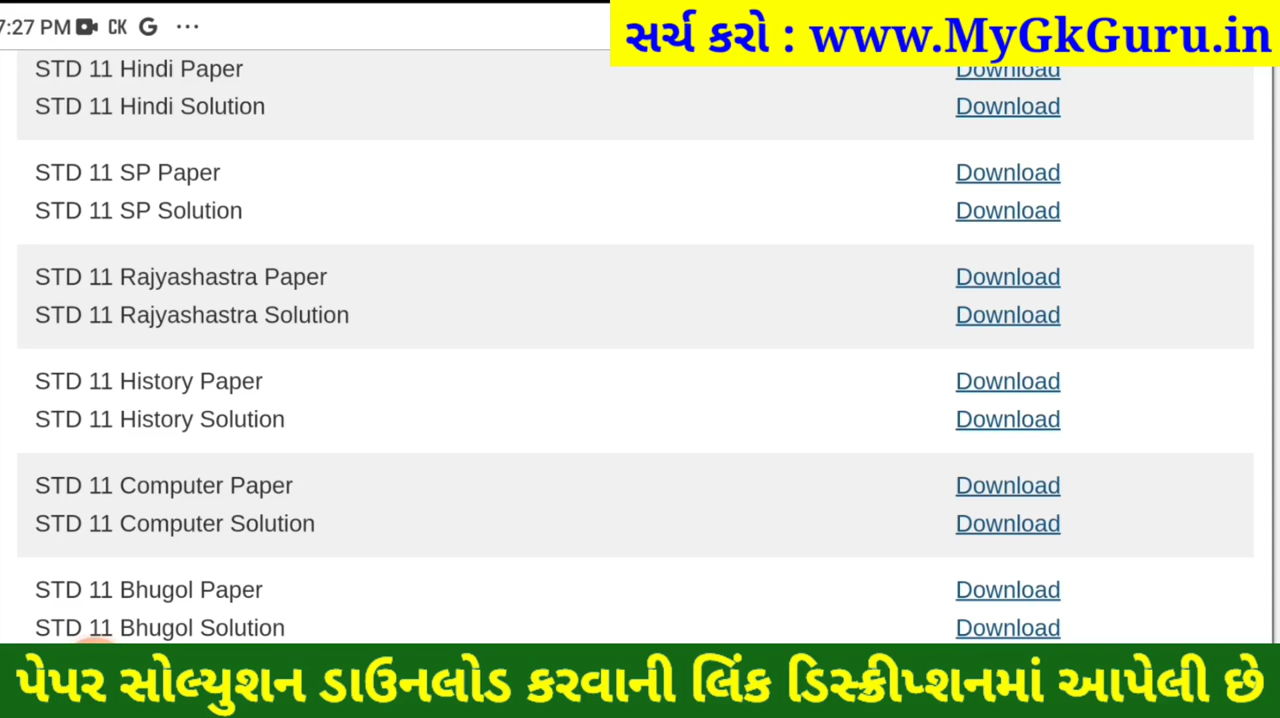 7:27 PM CK G ...
સર્ચ કરો : www.MyGkGuru.in
STD 11 Hindi Paper Download
STD 11 Hindi Solution Download
STD 11 SP Paper Download
STD 11 SP Solution Download
STD 11 Rajyashastra Paper Download
STD 11 Rajyashastra Solution Download
STD 11 History Paper Download
STD 11 History Solution Download
STD 11 Computer Paper Download
STD 11 Computer Solution Download
STD 11 Bhugol Paper Download
STD 11 Bhugol Solution Download
પેપર સોલ્યુશન ડાઉનલોડ કરવાની લિંક ડિસ્ક્રીપ્શનમાં આપેલી છે